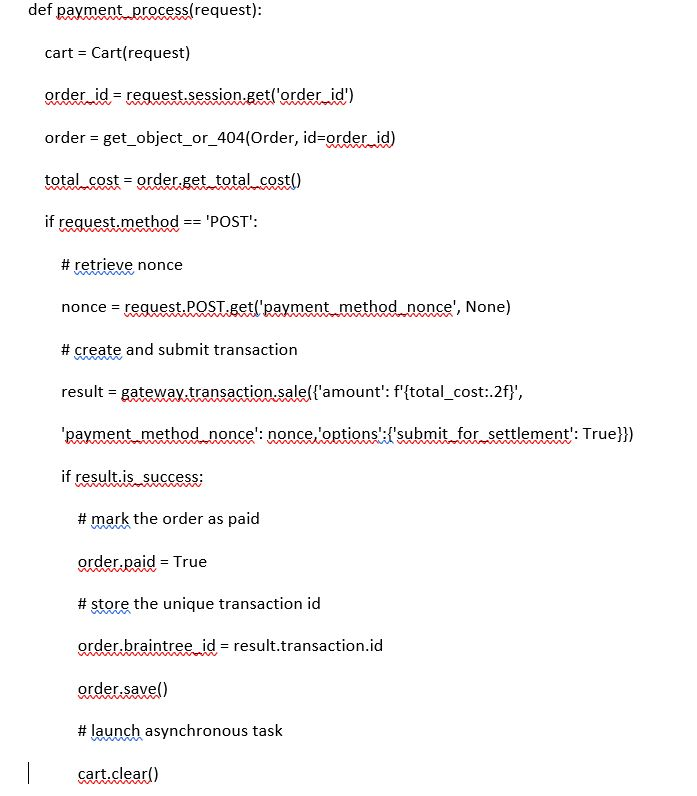 def payment_process(request):
cart = Cart(request)
order_id = request.session.get('order_id')
order = get_object_or_404(Order, id=order_id)
total_cost = order.get_total_cost()
if request.method == 'POST':
# retrieve nonce
nonce = request.POST.get('payment_method_nonce', None)
# create and submit transaction
result = gateway.transaction.sale({'amount': f'{total_cost:.2f}',
'payment_method_nonce': nonce,'options':{'submit_for_settlement': True}})
if result.is_success:
# mark the order as paid
order.paid = True
# store the unique transaction id
order.braintree_id = result.transaction.id
order.save()
# launch asynchronous task
cart.clear()